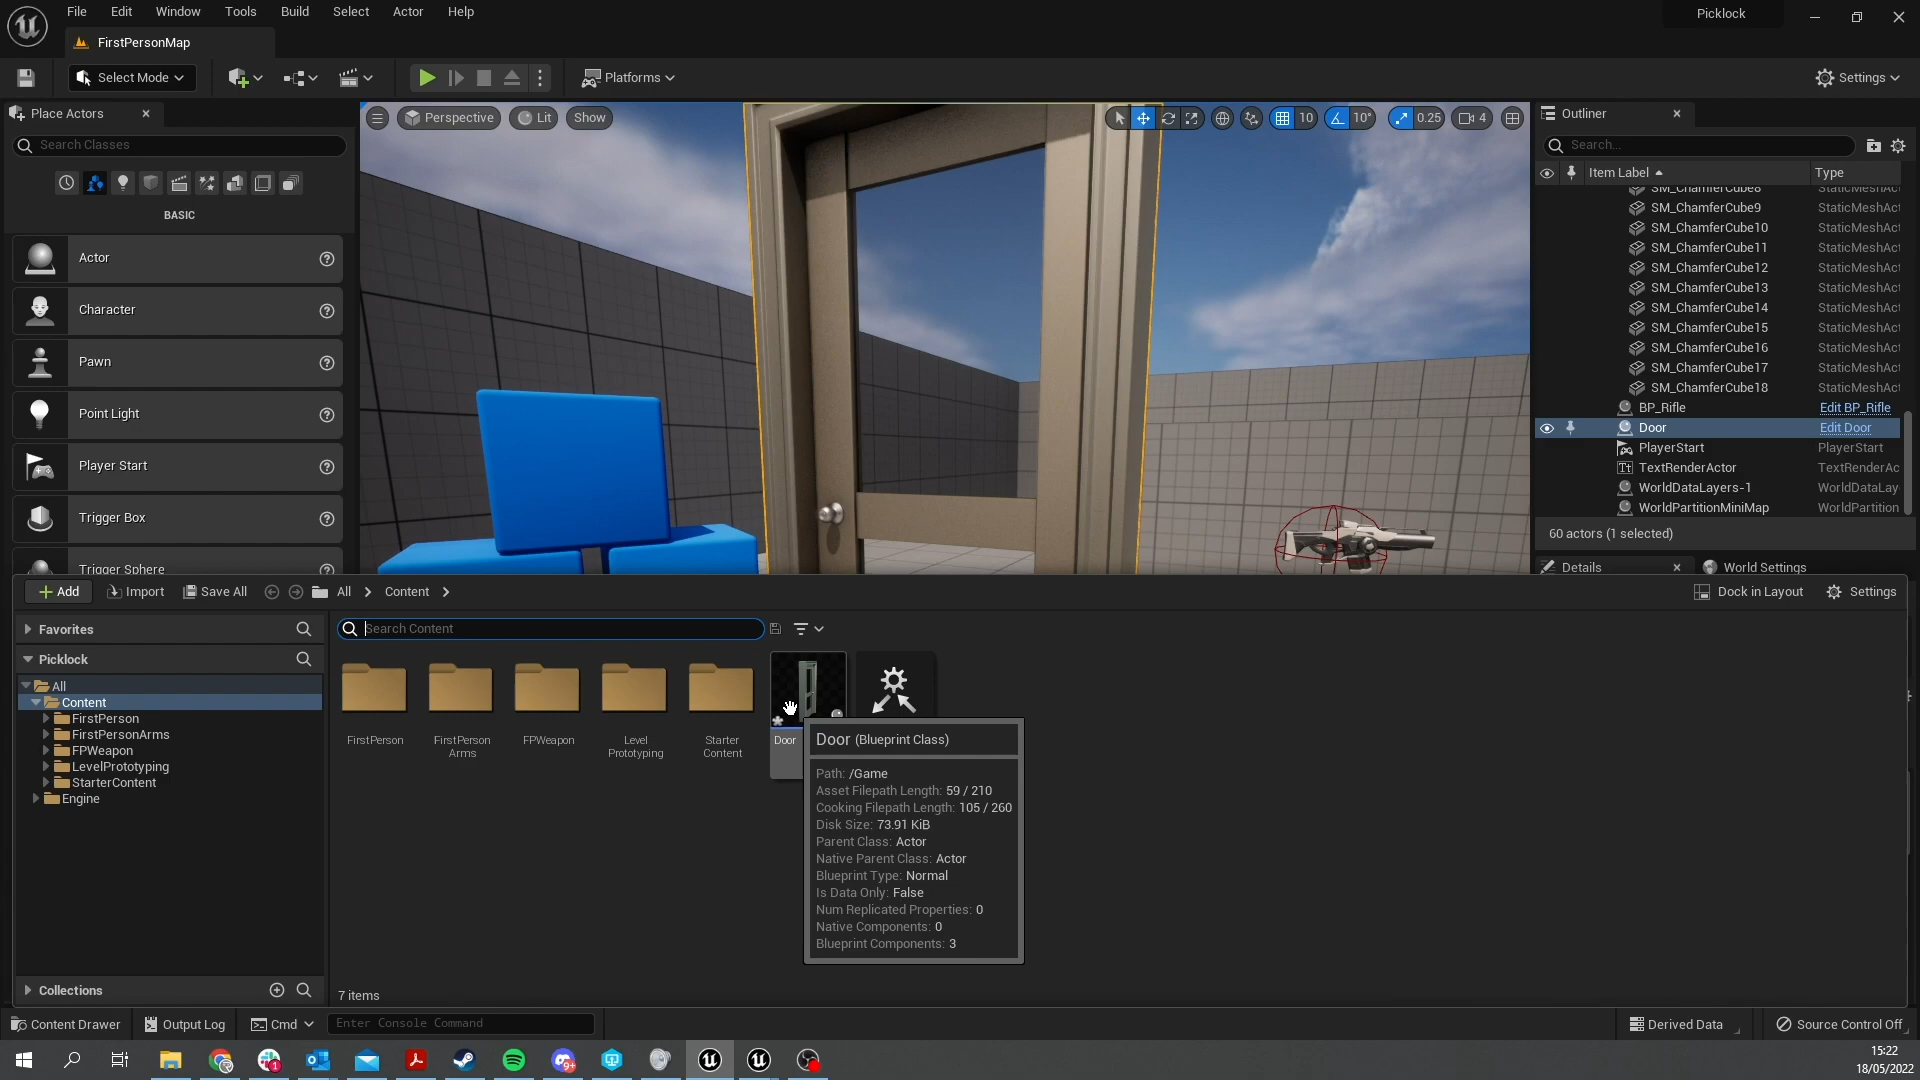 File Edit Window Tools Build Select Actor Help
Picklock
FirstPersonMap
Select Mode
Platforms
Settings
Place Actors
Search Classes
BASIC
Actor
Character
Pawn
Point Light
Player Start
Trigger Box
Trigger Sphere
Perspective
Lit
Show
10
10°
0.25
4
Outliner
Search...
Item Label
Type
SM_ChamferCube8 StaticMeshAct
SM_ChamferCube9 StaticMeshAct
SM_ChamferCube10 StaticMeshAct
SM_ChamferCube11 StaticMeshAct
SM_ChamferCube12 StaticMeshAct
SM_ChamferCube13 StaticMeshAct
SM_ChamferCube14 StaticMeshAct
SM_ChamferCube15 StaticMeshAct
SM_ChamferCube16 StaticMeshAct
SM_ChamferCube17 StaticMeshAct
SM_ChamferCube18 StaticMeshAct
BP_Rifle Edit BP_Rifle
Door Edit Door
PlayerStart PlayerStart
TextRenderActor TextRenderAc
WorldDataLayers-1 WorldDataLay
WorldPartitionMiniMap WorldPartition
60 actors (1 selected)
Details
World Settings
Add
Import
Save All
All
Content
Dock in Layout
Settings
Favorites
Picklock
All
Content
FirstPerson
FirstPersonArms
FPWeapon
LevelPrototyping
StarterContent
Engine
Collections
Search Content
FirstPerson
FirstPerson
Arms
FPWeapon
Level
Prototyping
Starter
Content
Door
Door (Blueprint Class)
Path: /Game
Asset Filepath Length: 59 / 210
Cooking Filepath Length: 105 / 260
Disk Size: 73.91 KiB
Parent Class: Actor
Native Parent Class: Actor
Blueprint Type: Normal
Is Data Only: False
Num Replicated Properties: 0
Native Components: 0
Blueprint Components: 3
7 items
Content Drawer
Output Log
Cmd
Enter Console Command
Derived Data
Source Control Off
15:22
18/05/2022